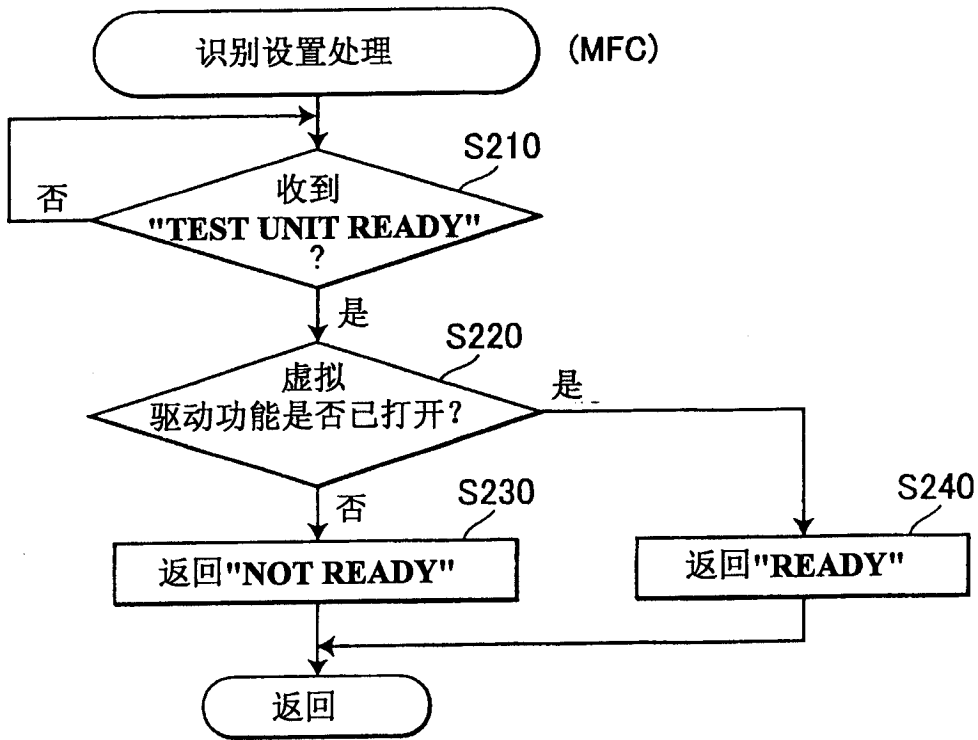 识别设置处理
(MFC)
S210
收到
"TEST UNIT READY"
?
否
是
S220
虚拟
驱动功能是否已打开?
是
否
S230
返回"NOT READY"
S240
返回"READY"
返回